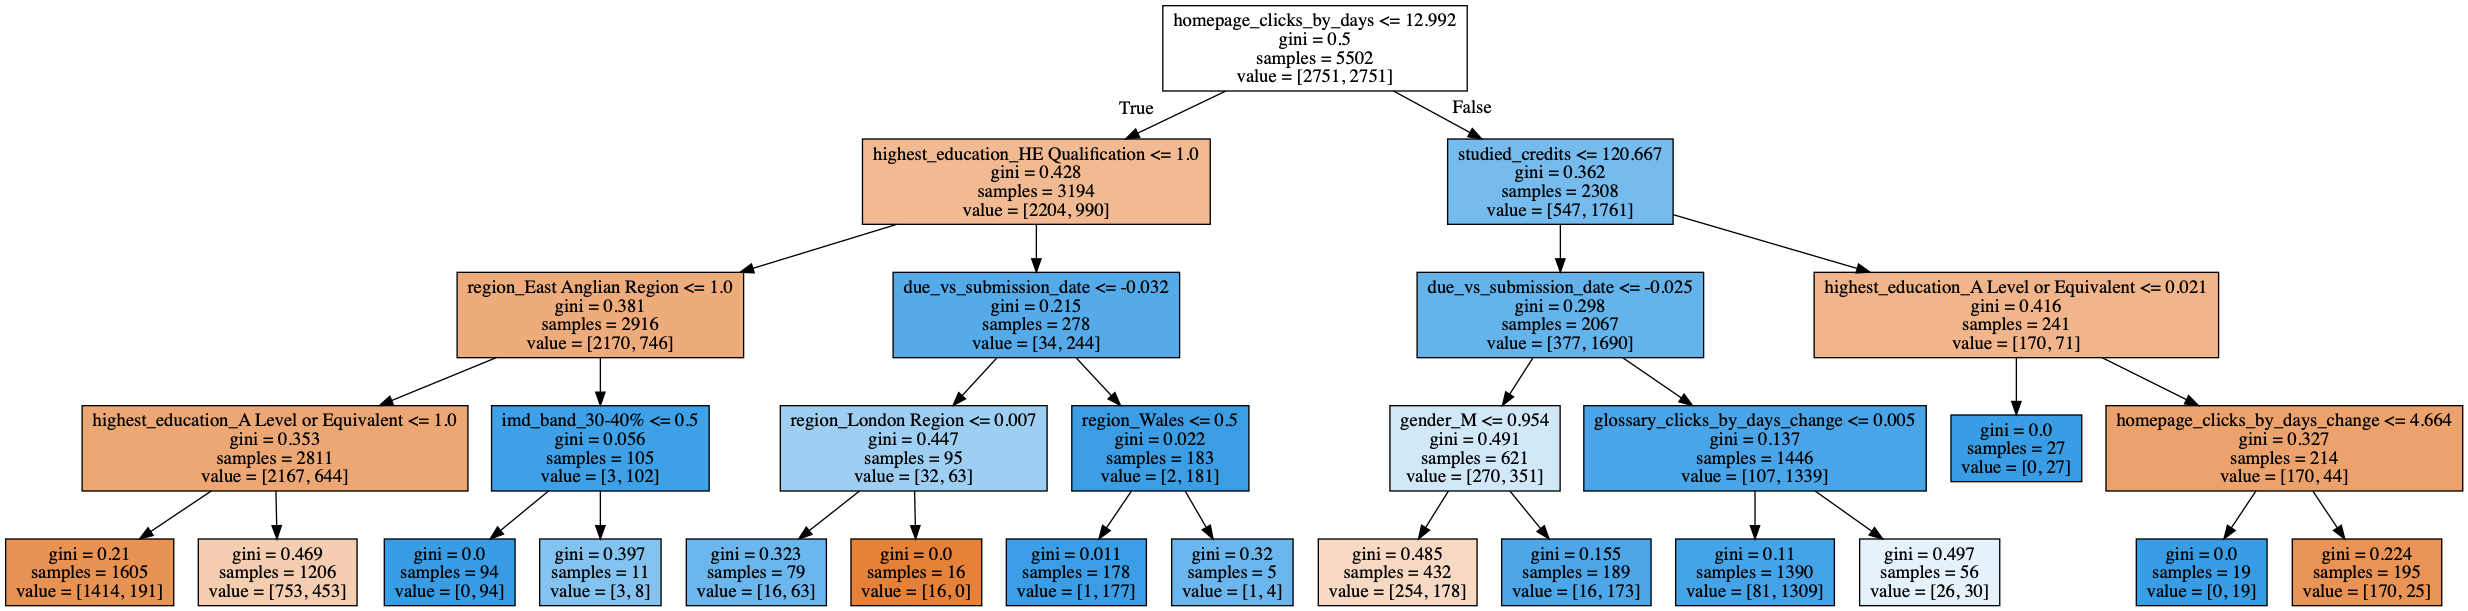 homepage_clicks_by_days <= 12.992
gini = 0.5
samples = 5502
value = [2751, 2751]
True
False
highest_education_HE Qualification <= 1.0
gini = 0.428
samples = 3194
value = [2204, 990]
studied_credits <= 120.667
gini = 0.362
samples = 2308
value = [547, 1761]
region_East Anglian Region <= 1.0
gini = 0.381
samples = 2916
value = [2170, 746]
due_vs_submission_date <= -0.032
gini = 0.215
samples = 278
value = [34, 244]
due_vs_submission_date <= -0.025
gini = 0.298
samples = 2067
value = [377, 1690]
highest_education_A Level or Equivalent <= 0.021
gini = 0.416
samples = 241
value = [170, 71]
highest_education_A Level or Equivalent <= 1.0
gini = 0.353
samples = 2811
value = [2167, 644]
imd_band_30-40% <= 0.5
gini = 0.056
samples = 105
value = [3, 102]
region_London Region <= 0.007
gini = 0.447
samples = 95
value = [32, 63]
region_Wales <= 0.5
gini = 0.022
samples = 183
value = [2, 181]
gender_M <= 0.954
gini = 0.491
samples = 621
value = [270, 351]
glossary_clicks_by_days_change <= 0.005
gini = 0.137
samples = 1446
value = [107, 1339]
gini = 0.0
samples = 27
value = [0, 27]
homepage_clicks_by_days_change <= 4.664
gini = 0.327
samples = 214
value = [170, 44]
gini = 0.21
samples = 1605
value = [1414, 191]
gini = 0.469
samples = 1206
value = [753, 453]
gini = 0.0
samples = 94
value = [0, 94]
gini = 0.397
samples = 11
value = [3, 8]
gini = 0.323
samples = 79
value = [16, 63]
gini = 0.0
samples = 16
value = [16, 0]
gini = 0.011
samples = 178
value = [1, 177]
gini = 0.32
samples = 5
value = [1, 4]
gini = 0.485
samples = 432
value = [254, 178]
gini = 0.155
samples = 189
value = [16, 173]
gini = 0.11
samples = 1390
value = [81, 1309]
gini = 0.497
samples = 56
value = [26, 30]
gini = 0.0
samples = 19
value = [0, 19]
gini = 0.224
samples = 195
value = [170, 25]